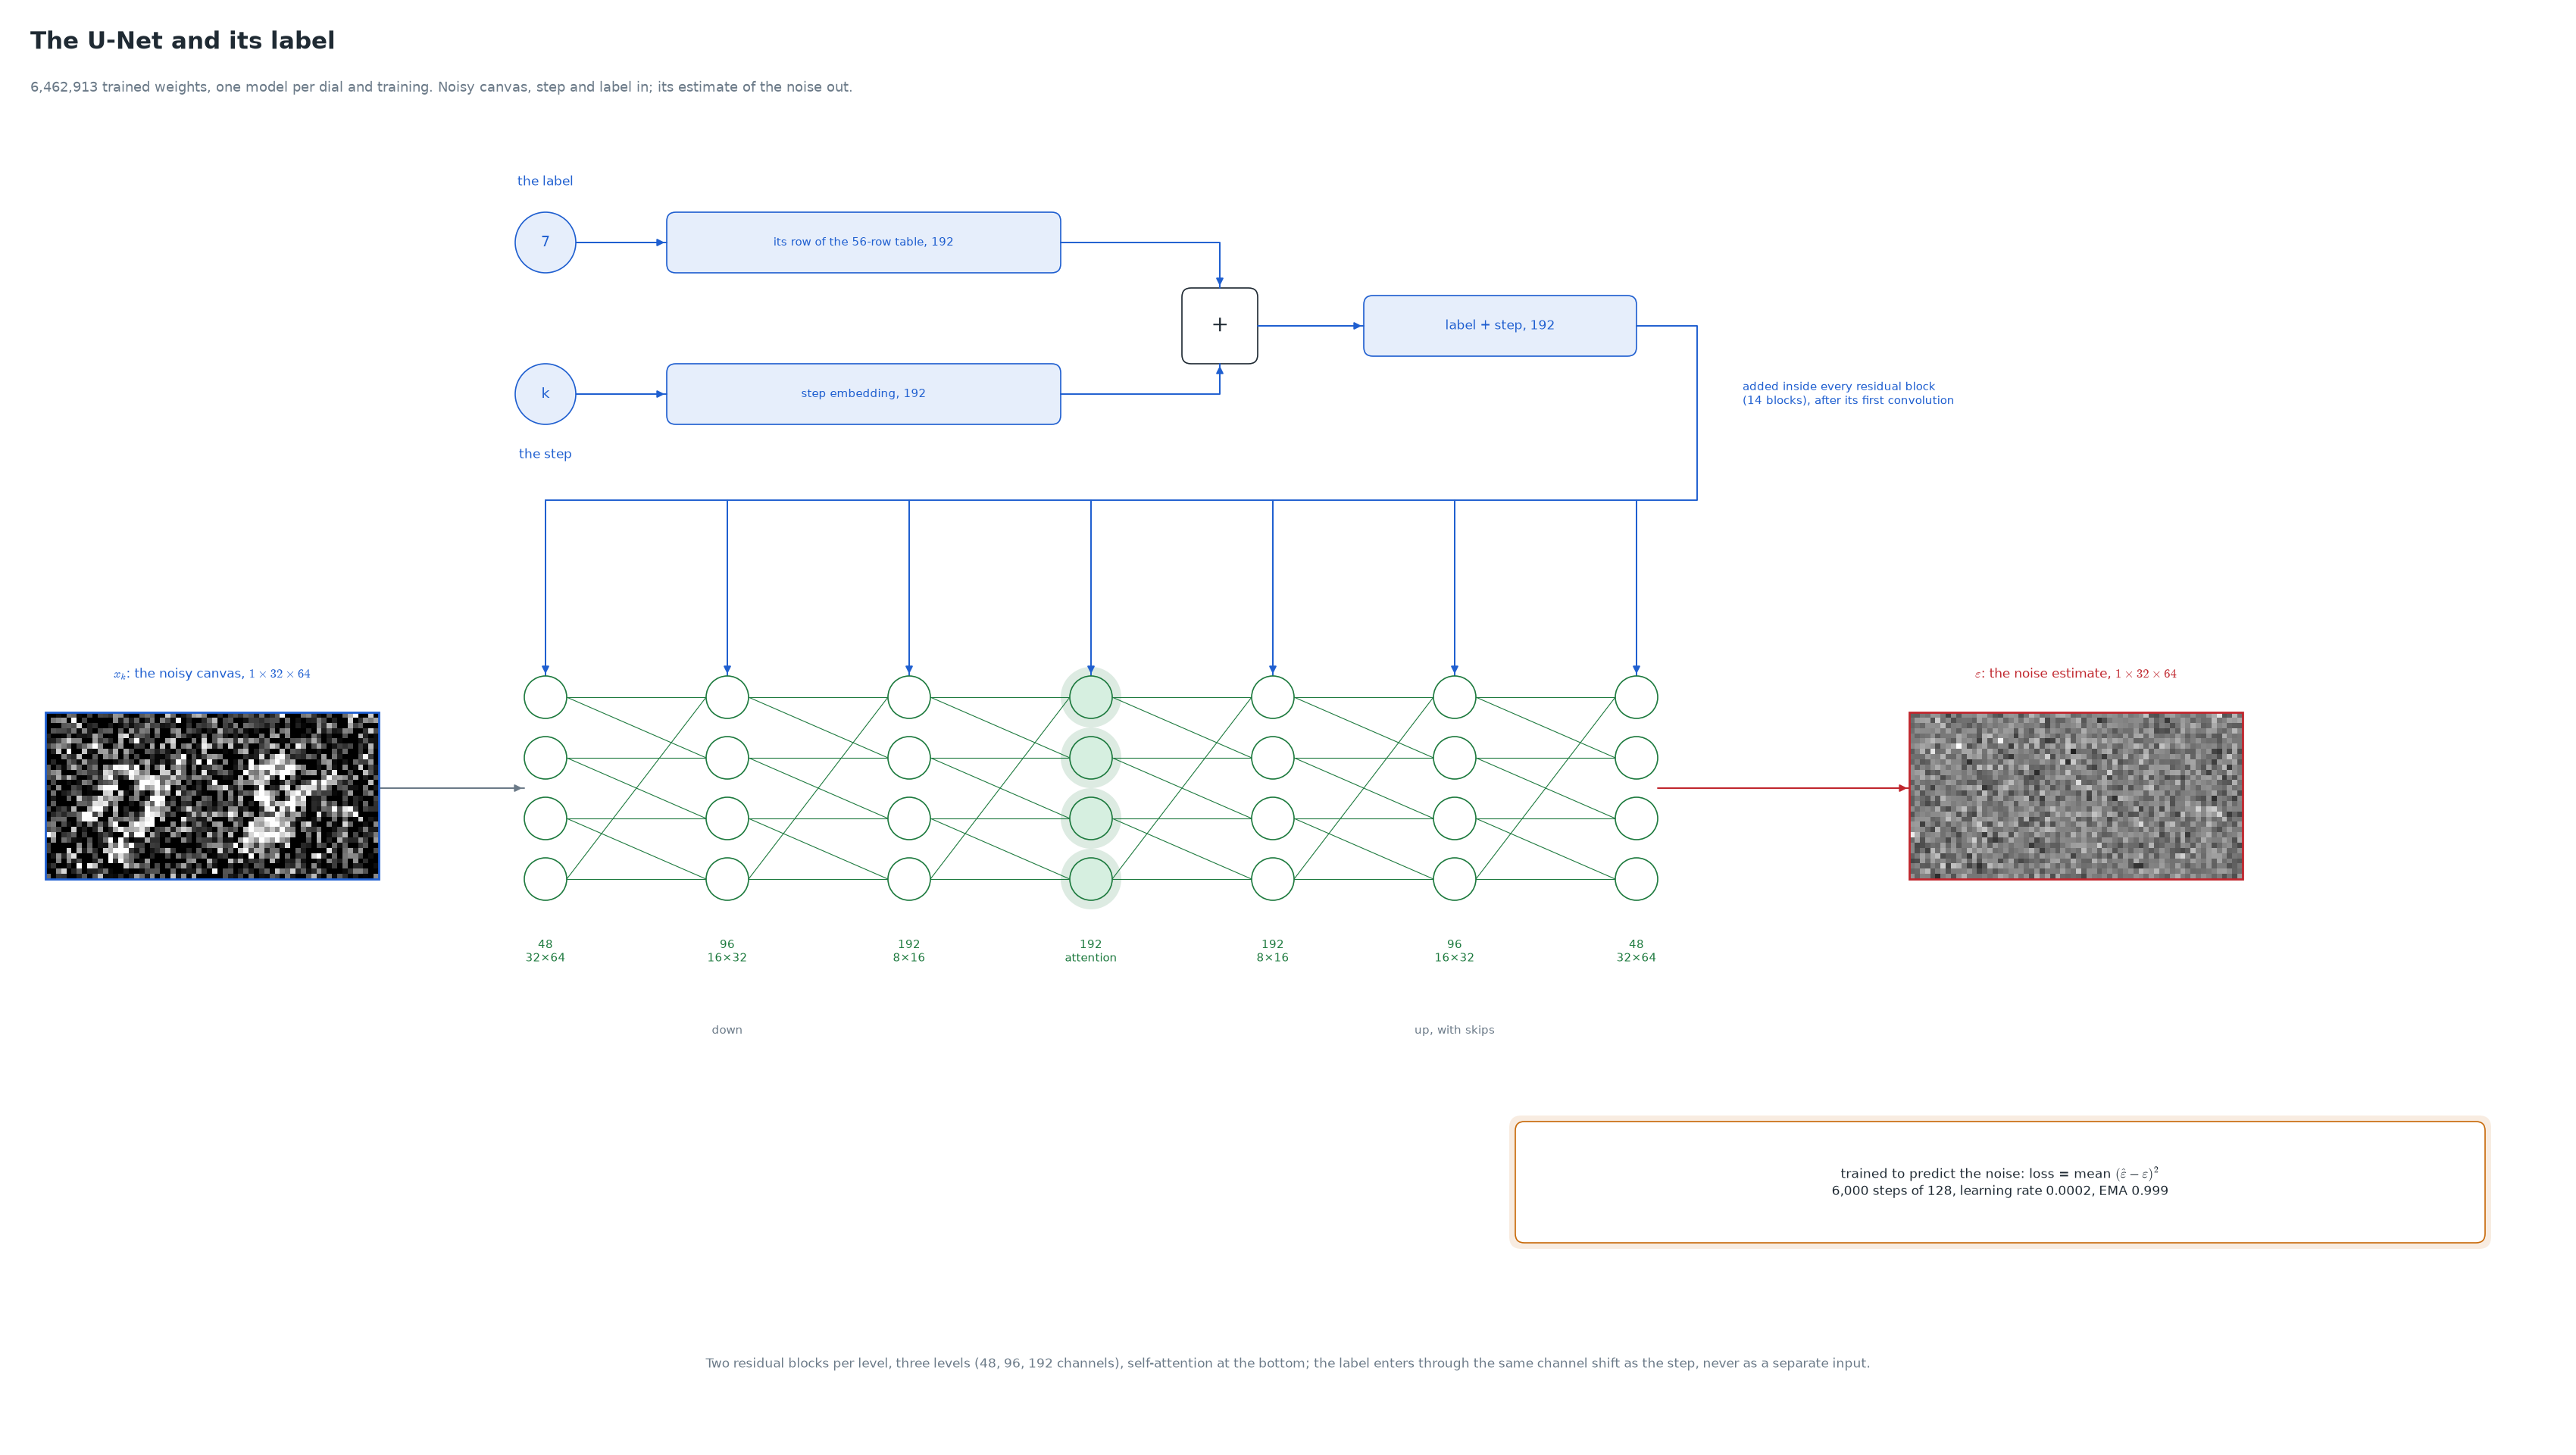 The U-Net and its label
6,462,913 trained weights, one model per dial and training. Noisy canvas, step and label in; its estimate of the noise out.
the label
7
its row of the 56-row table, 192
+
label + step, 192
k
step embedding, 192
added inside every residual block
(14 blocks), after its first convolution
the step
xₖ: the noisy canvas, 1 × 32 × 64
ε: the noise estimate, 1 × 32 × 64
48
32×64
96
16×32
192
8×16
192
attention
192
8×16
96
16×32
48
32×64
down
up, with skips
trained to predict the noise: loss = mean (ε̂ − ε)²
6,000 steps of 128, learning rate 0.0002, EMA 0.999
Two residual blocks per level, three levels (48, 96, 192 channels), self-attention at the bottom; the label enters through the same channel shift as the step, never as a separate input.